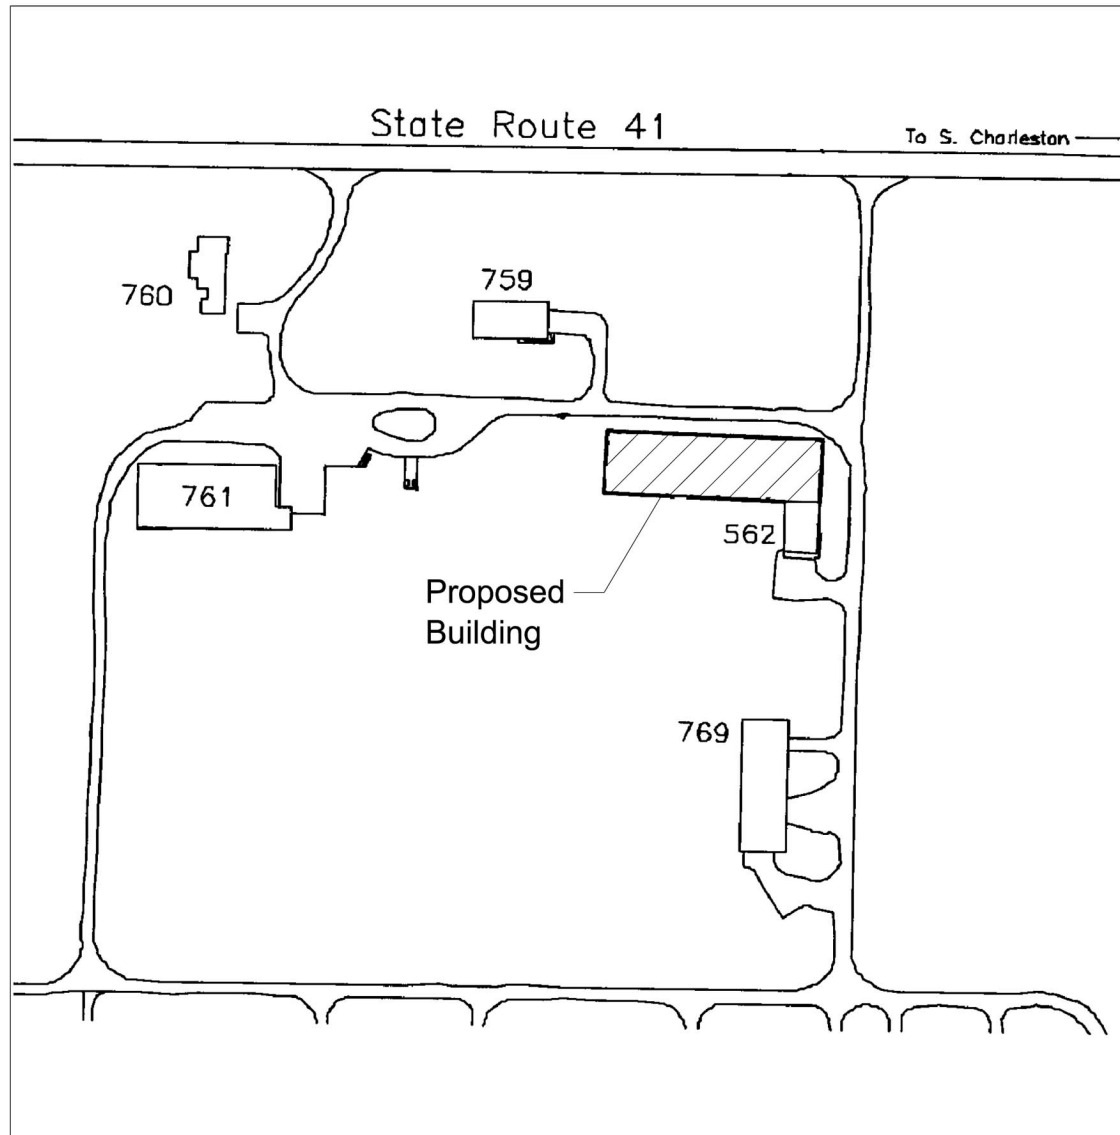 State Route 41
To S. Charleston
759
760
761
562
Proposed
Building
769